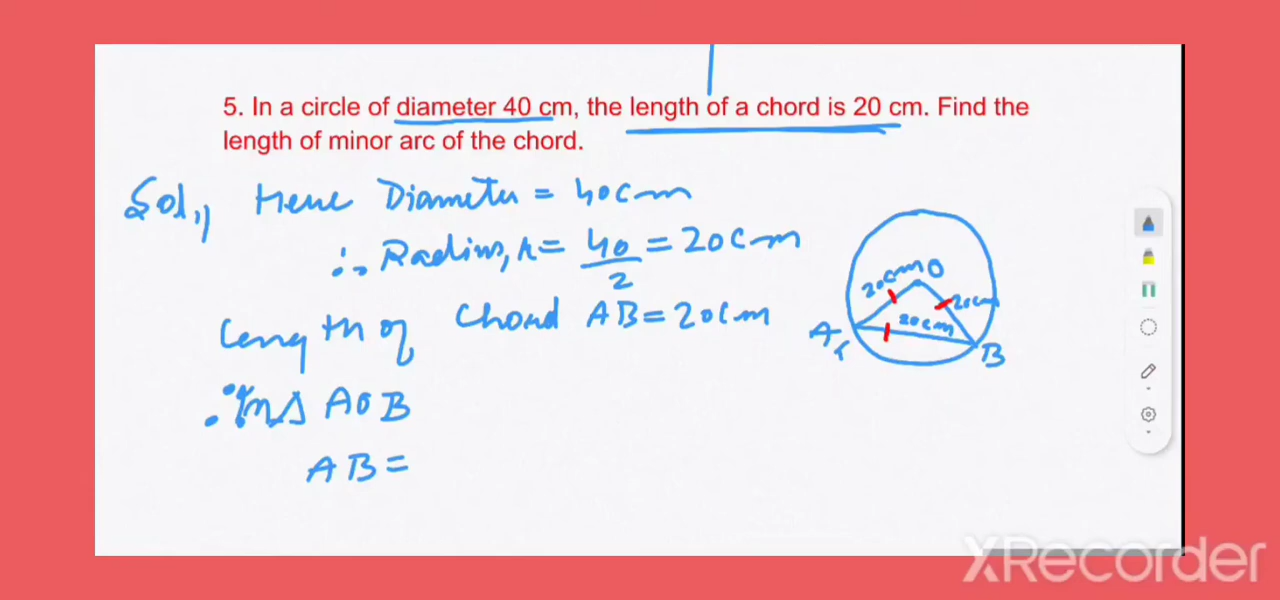 5. In a circle of diameter 40 cm, the length of a chord is 20 cm. Find the
length of minor arc of the chord.
Sol,, Here Diameter = 40cm
∴ Radius, r = 40/2 = 20cm
Length of chord AB = 20cm
∴ In Δ AOB
AB =
20cm O
20cm
20cm
A
B
XRecorder